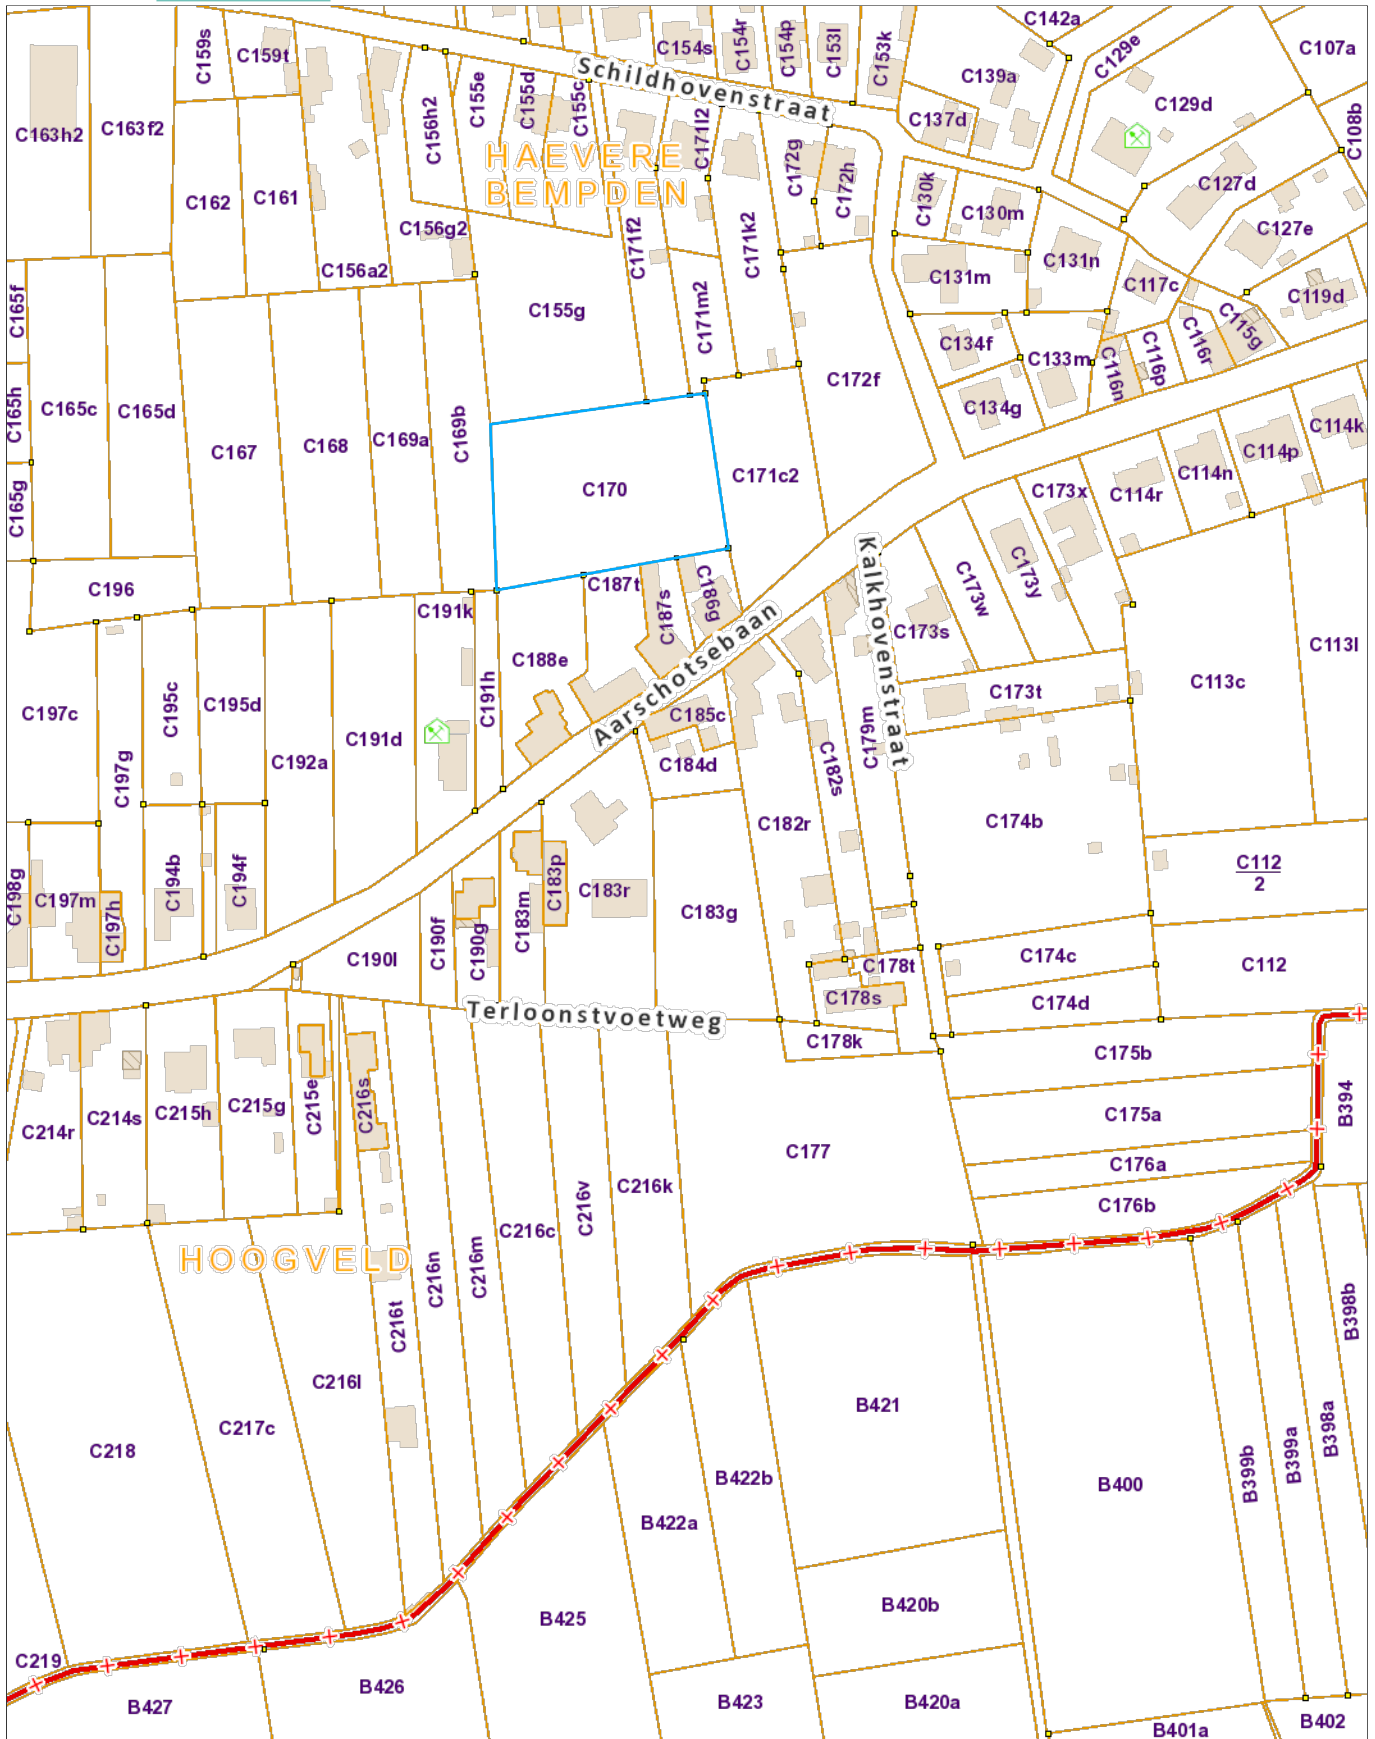 C142a
C159s
C159t
C154s
C154r
C154p
C153l
C153k
C129e
C107a
Schildhovenstraat
C139a
C163h2
C163f2
C156h2
C155e
C155d
C155c
C171l2
C137d
C129d
C108b
HAEVERE
BEMPDEN
C162
C161
C172g
C172h
C130k
C130m
C127d
C127e
C156g2
C156a2
C171f2
C171k2
C131m
C131n
C117c
C119d
C165f
C155g
C171m2
C134f
C133m
C116n
C116p
C116r
C115g
C172f
C165h
C165c
C165d
C167
C168
C169a
C169b
C134g
C114k
C114p
C114n
C114r
C170
C171c2
C173x
C165g
C196
C191k
C187t
C187s
C186g
Kalkhovenstraat
C173w
C173y
C173s
C113l
Aarschotsebaan
C188e
C191h
C197c
C195c
C195d
C191d
C192a
C197g
C185c
C184d
C182s
C179m
C173t
C113c
C182r
C174b
C198g
C197m
C197h
C194b
C194f
C190f
C190g
C183m
C183p
C183r
C183g
C112
2
C190l
C178t
C178s
C174c
C174d
C112
Terloonstvoetweg
C178k
C175b
C214r
C214s
C215h
C215g
C215e
C216s
C175a
B394
C177
C176a
C176b
C216k
C216v
C216c
C216m
C216n
HOOGVELD
C216t
B398b
C216l
C217c
C218
B421
B398a
B399a
B399b
B400
B422b
B422a
B425
B420b
C219
B427
B426
B423
B420a
B401a
B402